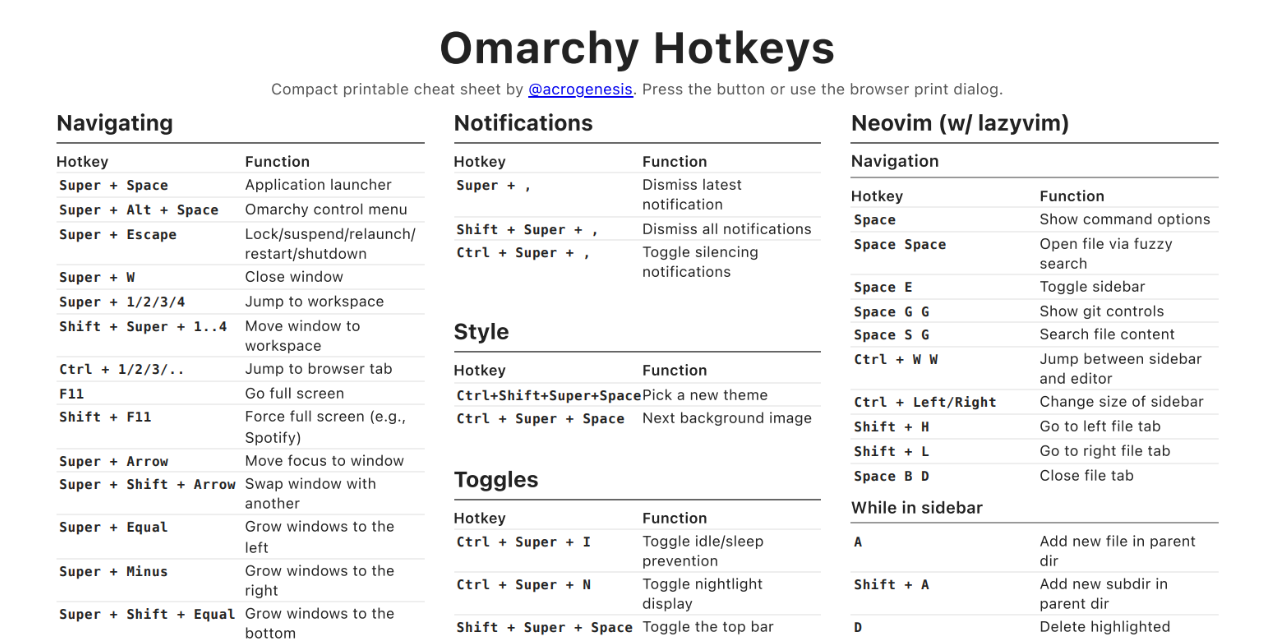 Omarchy Hotkeys
Compact printable cheat sheet by @acrogenesis. Press the button or use the browser print dialog.
Navigating
Hotkey Function
Super + Space Application launcher
Super + Alt + Space Omarchy control menu
Super + Escape Lock/suspend/relaunch/
restart/shutdown
Super + W Close window
Super + 1/2/3/4 Jump to workspace
Shift + Super + 1..4 Move window to
workspace
Ctrl + 1/2/3/.. Jump to browser tab
F11 Go full screen
Shift + F11 Force full screen (e.g.,
Spotify)
Super + Arrow Move focus to window
Super + Shift + Arrow Swap window with
another
Super + Equal Grow windows to the
left
Super + Minus Grow windows to the
right
Super + Shift + Equal Grow windows to the
bottom
Notifications
Hotkey Function
Super + , Dismiss latest
notification
Shift + Super + , Dismiss all notifications
Ctrl + Super + , Toggle silencing
notifications
Style
Hotkey Function
Ctrl+Shift+Super+Space Pick a new theme
Ctrl + Super + Space Next background image
Toggles
Hotkey Function
Ctrl + Super + I Toggle idle/sleep
prevention
Ctrl + Super + N Toggle nightlight
display
Shift + Super + Space Toggle the top bar
Neovim (w/ lazyvim)
Navigation
Hotkey Function
Space Show command options
Space Space Open file via fuzzy
search
Space E Toggle sidebar
Space G G Show git controls
Space S G Search file content
Ctrl + W W Jump between sidebar
and editor
Ctrl + Left/Right Change size of sidebar
Shift + H Go to left file tab
Shift + L Go to right file tab
Space B D Close file tab
While in sidebar
A Add new file in parent
dir
Shift + A Add new subdir in
parent dir
D Delete highlighted